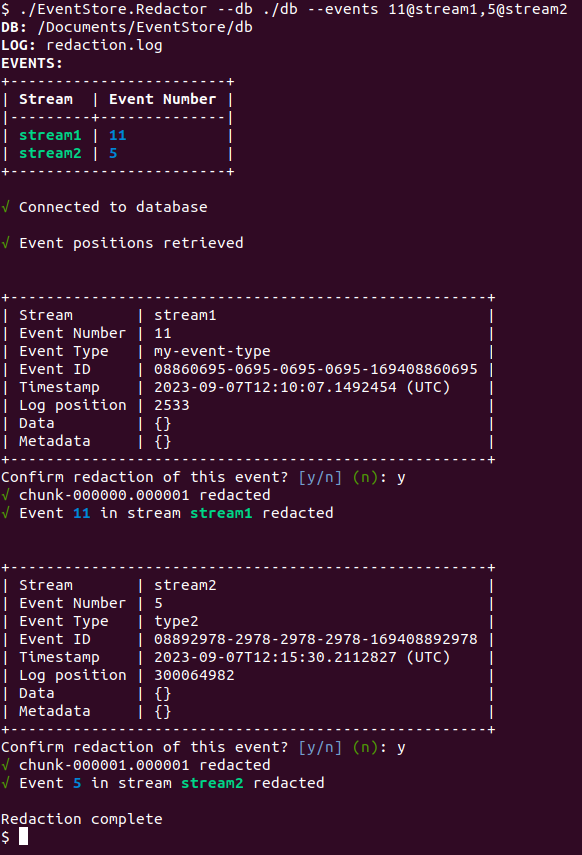 $ ./EventStore.Redactor --db ./db --events 11@stream1,5@stream2
DB: /Documents/EventStore/db
LOG: redaction.log
EVENTS:
+------------------------+
| Stream  | Event Number |
|---------+--------------|
| stream1 | 11           |
| stream2 | 5            |
+------------------------+
√ Connected to database
√ Event positions retrieved
+-----------------------------------------------------+
| Stream       | stream1                              |
| Event Number | 11                                   |
| Event Type   | my-event-type                        |
| Event ID     | 08860695-0695-0695-0695-169408860695 |
| Timestamp    | 2023-09-07T12:10:07.1492454 (UTC)    |
| Log position | 2533                                 |
| Data         | {}                                   |
| Metadata     | {}                                   |
+-----------------------------------------------------+
Confirm redaction of this event? [y/n] (n): y
√ chunk-000000.000001 redacted
√ Event 11 in stream stream1 redacted
+-----------------------------------------------------+
| Stream       | stream2                              |
| Event Number | 5                                    |
| Event Type   | type2                                |
| Event ID     | 08892978-2978-2978-2978-169408892978 |
| Timestamp    | 2023-09-07T12:15:30.2112827 (UTC)    |
| Log position | 300064982                            |
| Data         | {}                                   |
| Metadata     | {}                                   |
+-----------------------------------------------------+
Confirm redaction of this event? [y/n] (n): y
√ chunk-000001.000001 redacted
√ Event 5 in stream stream2 redacted
Redaction complete
$